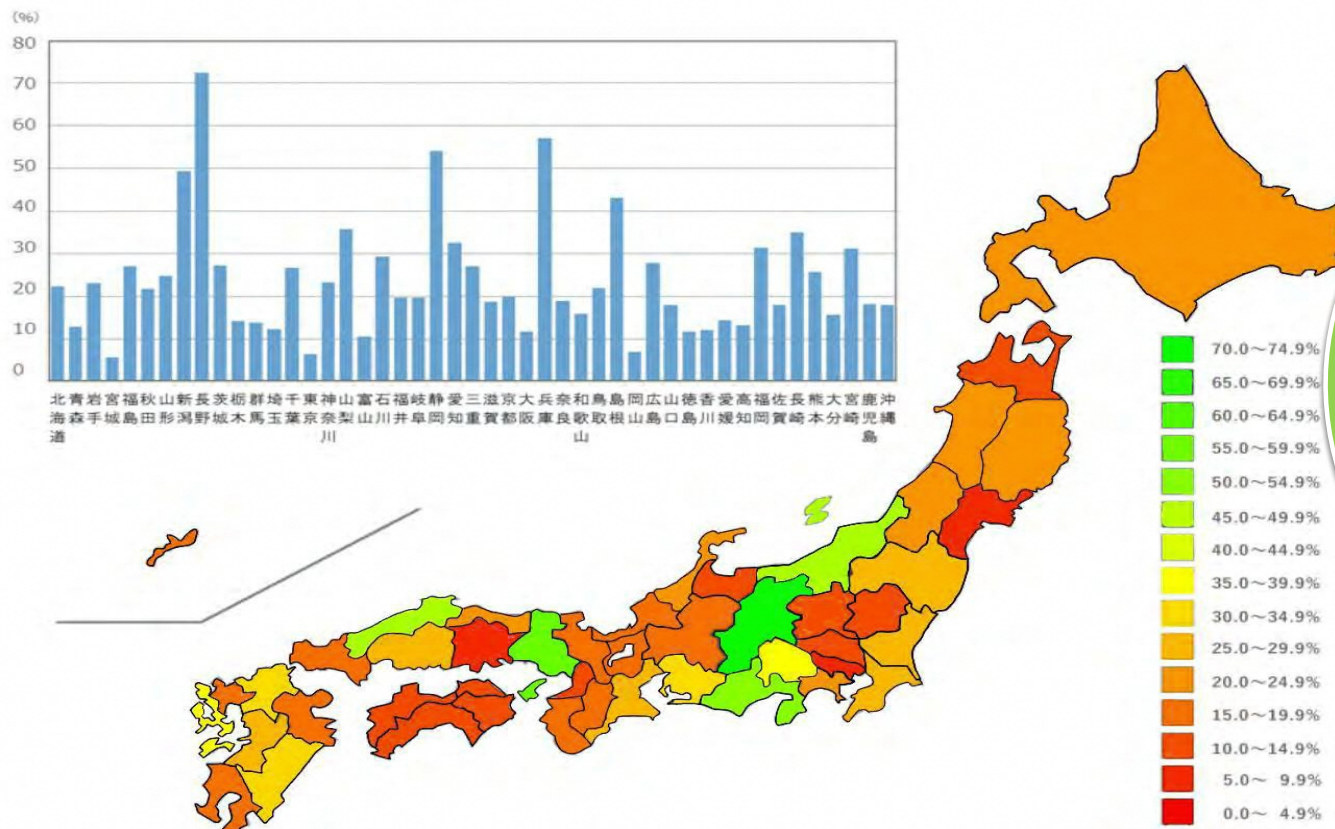 (%)
80
70
60
50
40
30
20
10
0
北海道
青森
岩手
宮城
福島
秋田
山形
新潟
長野
茨城
栃木
群馬
埼玉
千葉
東京
神奈川
山梨
富山
石川
福井
岐阜
静岡
愛知
三重
滋賀
京都
大阪
兵庫
奈良
和歌山
鳥取
島根
岡山
広島
山口
徳島
香川
愛媛
高知
福岡
佐賀
長崎
熊本
大分
宮崎
鹿児島
沖縄
70.0～74.9%
65.0～69.9%
60.0～64.9%
55.0～59.9%
50.0～54.9%
45.0～49.9%
40.0～44.9%
35.0～39.9%
30.0～34.9%
25.0～29.9%
20.0～24.9%
15.0～19.9%
10.0～14.9%
5.0～ 9.9%
0.0～ 4.9%